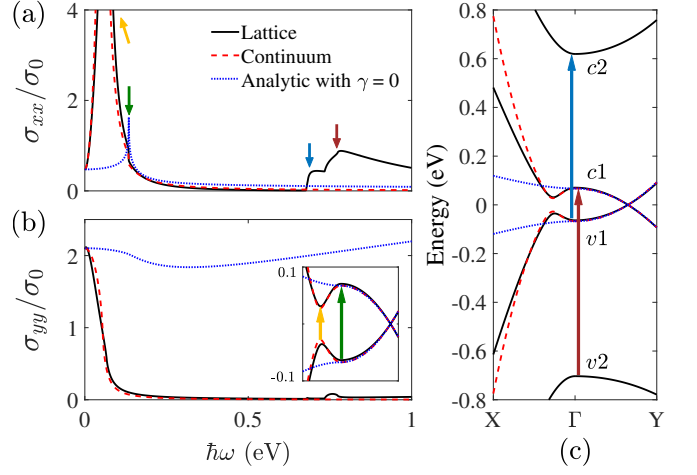 (a)
σxx/σ0
4
2
0
Lattice
Continuum
Analytic with γ = 0
(b)
σyy/σ0
4
2
0
0.1
-0.1
0
0.5
1
ħω (eV)
Energy (eV)
0.8
0.6
0.4
0.2
0
-0.2
-0.4
-0.6
-0.8
c2
c1
v1
v2
X
Γ
Y
(c)